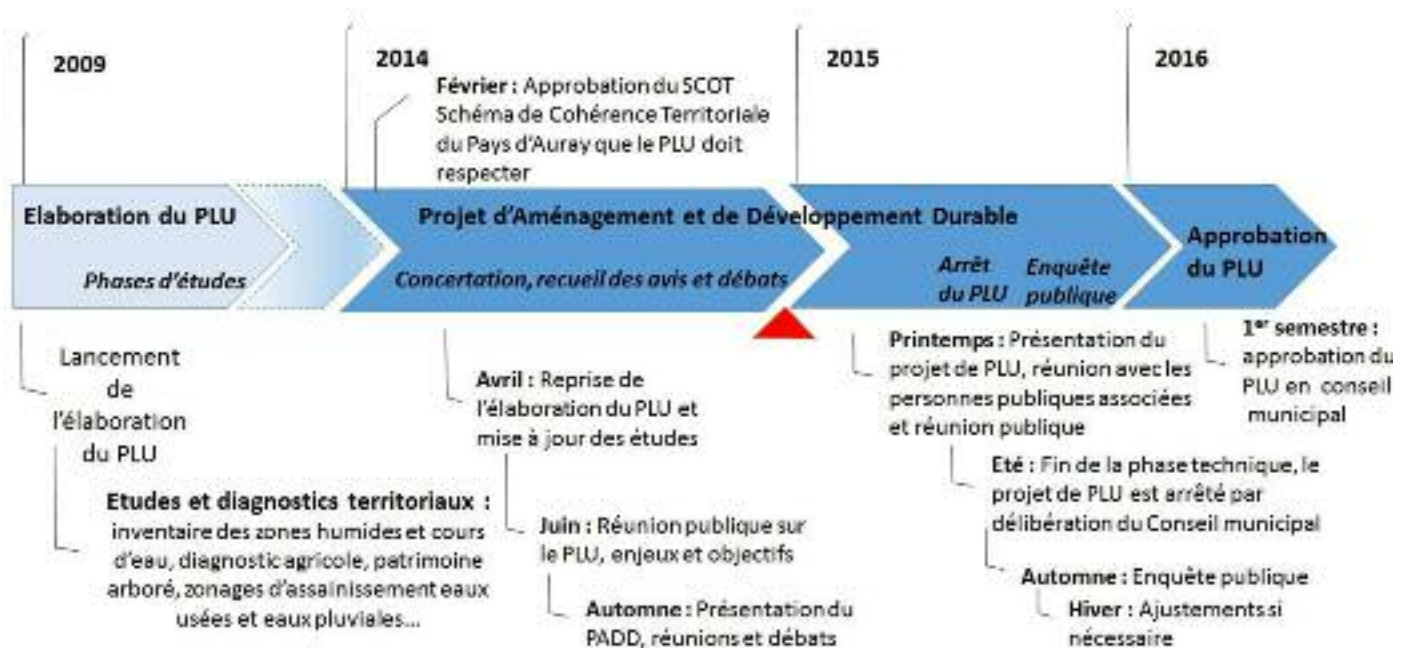 2009
2014
2015
2016
Février : Approbation du SCOT
Schéma de Cohérence Territoriale
du Pays d'Auray que le PLU doit
respecter
Elaboration du PLU
Phases d'études
Projet d'Aménagement et de Développement Durable
Concertation, recueil des avis et débats
Arrêt
du PLU
Enquête
publique
Approbation
du PLU
Lancement
de
l'élaboration
du PLU
Etudes et diagnostics territoriaux :
inventaire des zones humides et cours
d'eau, diagnostic agricole, patrimoine
arboré, zonages d'assainissement eaux
usées et eaux pluviales...
Avril : Reprise de
l'élaboration du PLU et
mise à jour des études
Juin : Réunion publique sur
le PLU, enjeux et objectifs
Automne : Présentation du
PADD, réunions et débats
Printemps : Présentation du
projet de PLU, réunion avec les
personnes publiques associées
et réunion publique
Eté : Fin de la phase technique, le
projet de PLU est arrêté par
délibération du Conseil municipal
Automne : Enquête publique
Hiver : Ajustements si
nécessaire
1er semestre :
approbation du
PLU en conseil
municipal